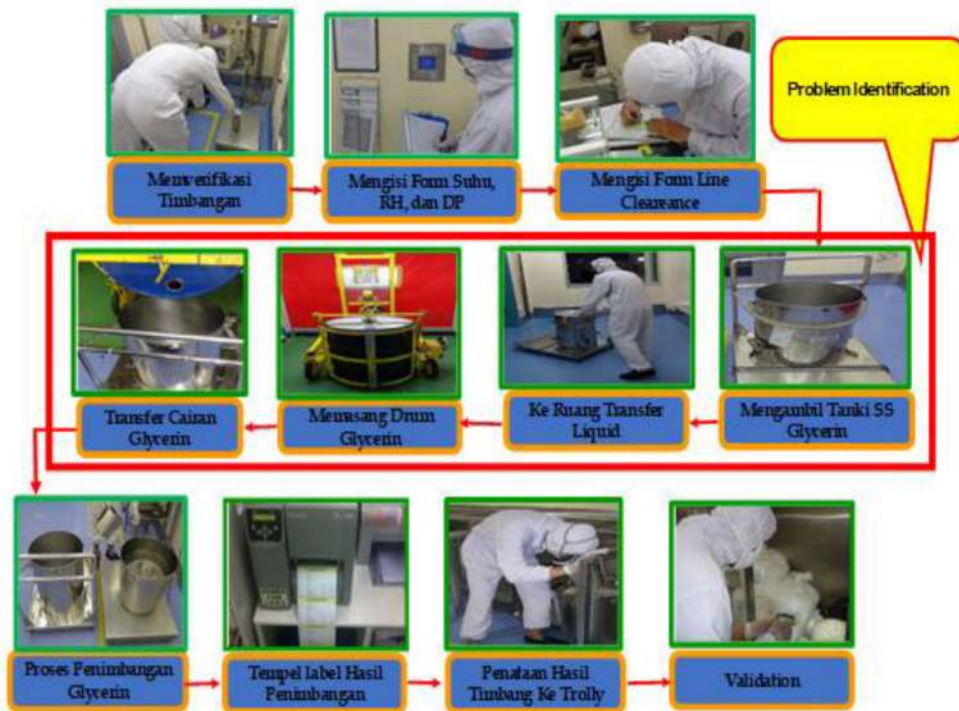 Problem Identification
Memverifikasi
Timbangan
Mengisi Form Suhu,
RH, dan DP
Mengisi Form Line
Cleareance
Mengambil Tanki SS
Glycerin
Ke Ruang Transfer
Liquid
Memasang Drum
Glycerin
Transfer Cairan
Glycerin
Proses Penimbangan
Glycerin
Tempel label Hasil
Penimbangan
Penataan Hasil
Timbang Ke Trolly
Validation